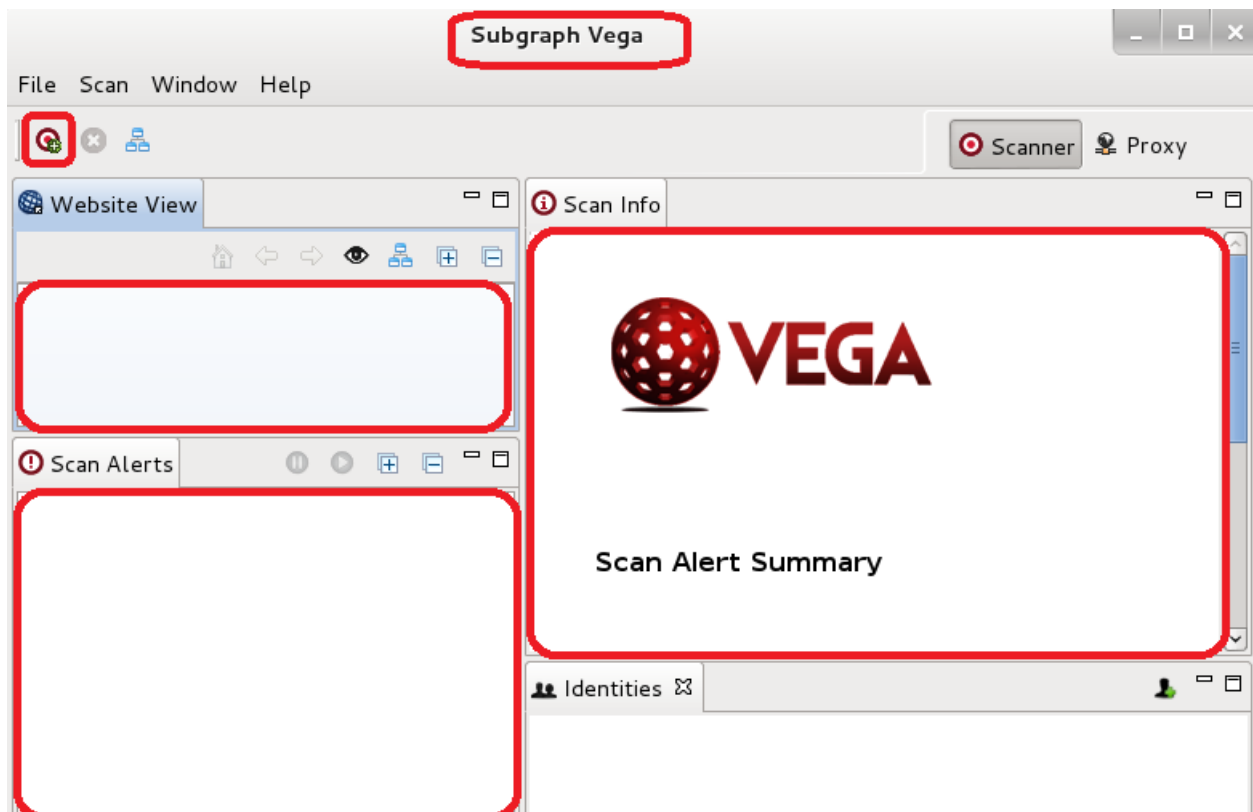 Subgraph Vega
File Scan Window Help
Scanner Proxy
Website View
Scan Info
VEGA
Scan Alerts
Scan Alert Summary
Identities